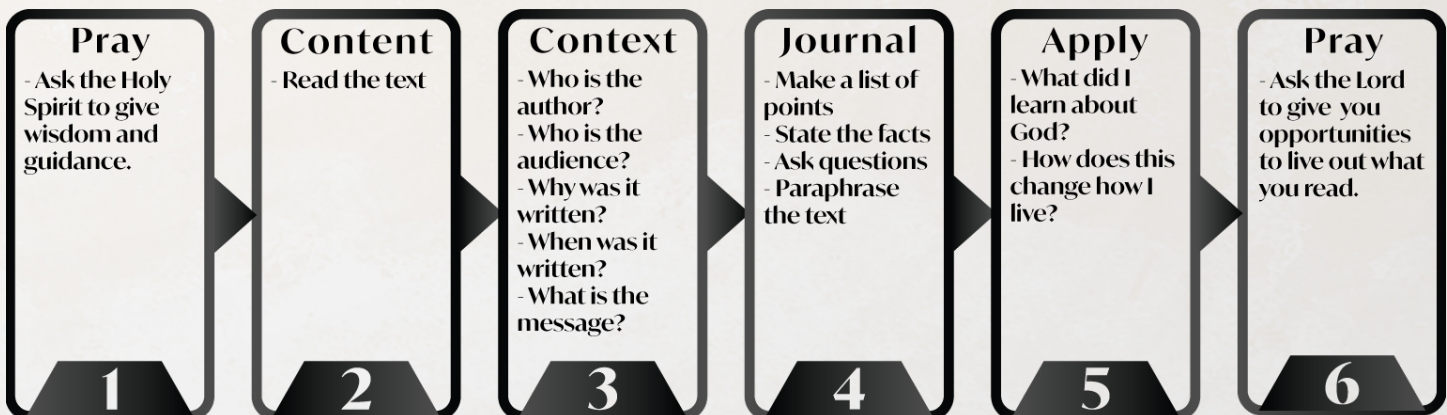 Pray
- Ask the Holy
Spirit to give
wisdom and
guidance.
1
Content
- Read the text
2
Context
- Who is the
author?
- Who is the
audience?
- Why was it
written?
- When was it
written?
- What is the
message?
3
Journal
- Make a list of
points
- State the facts
- Ask questions
- Paraphrase
the text
4
Apply
- What did I
learn about
God?
- How does this
change how I
live?
5
Pray
- Ask the Lord
to give you
opportunities
to live out what
you read.
6